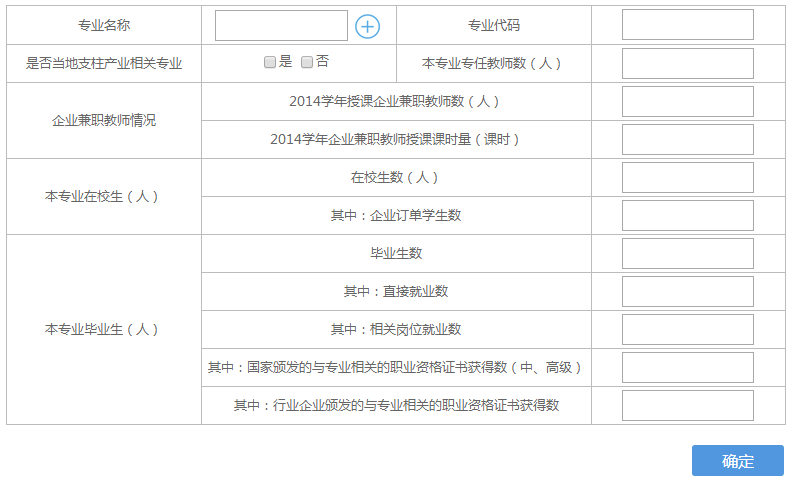 专业名称
专业代码
是否当地支柱产业相关专业
是 否
本专业专任教师数（人）
企业兼职教师情况
2014学年授课企业兼职教师数（人）
2014学年企业兼职教师授课课时量（课时）
本专业在校生（人）
在校生数（人）
其中：企业订单学生数
本专业毕业生（人）
毕业生数
其中：直接就业数
其中：相关岗位就业数
其中：国家颁发的与专业相关的职业资格证书获得数（中、高级）
其中：行业企业颁发的与专业相关的职业资格证书获得数
确定